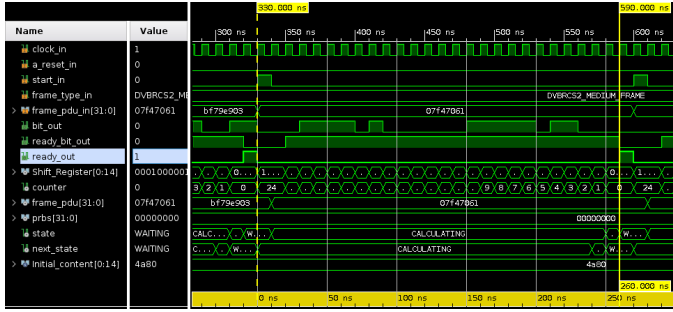 330.000 ns 590.000 ns
Name Value 300 ns 350 ns 400 ns 450 ns 500 ns 550 ns 600 ns
clock_in 1
a_reset_in 0
start_in 0
frame_type_in DVBRCS2_ME DVBRCS2_MEDIUM_FRAME
frame_pdu_in[31:0] 07f47061 bf79e903 07f47061
bit_out 0
ready_bit_out 0
ready_out 1
Shift_Register[0:14] 0001000001 0... 1... 0... 1...
counter 0 3 2 1 0 24 9 8 7 6 5 4 3 2 1 0 24
frame_pdu[31:0] 07f47061 bf79e903 07f47061
prbs[31:0] 00000000 00000000
state WAITING CALC... W... CALCULATING W...
next_state WAITING C... W... CALCULATING W...
Initial_content[0:14] 4a80 4a80
260.000 ns
0 ns 50 ns 100 ns 150 ns 200 ns 250 ns